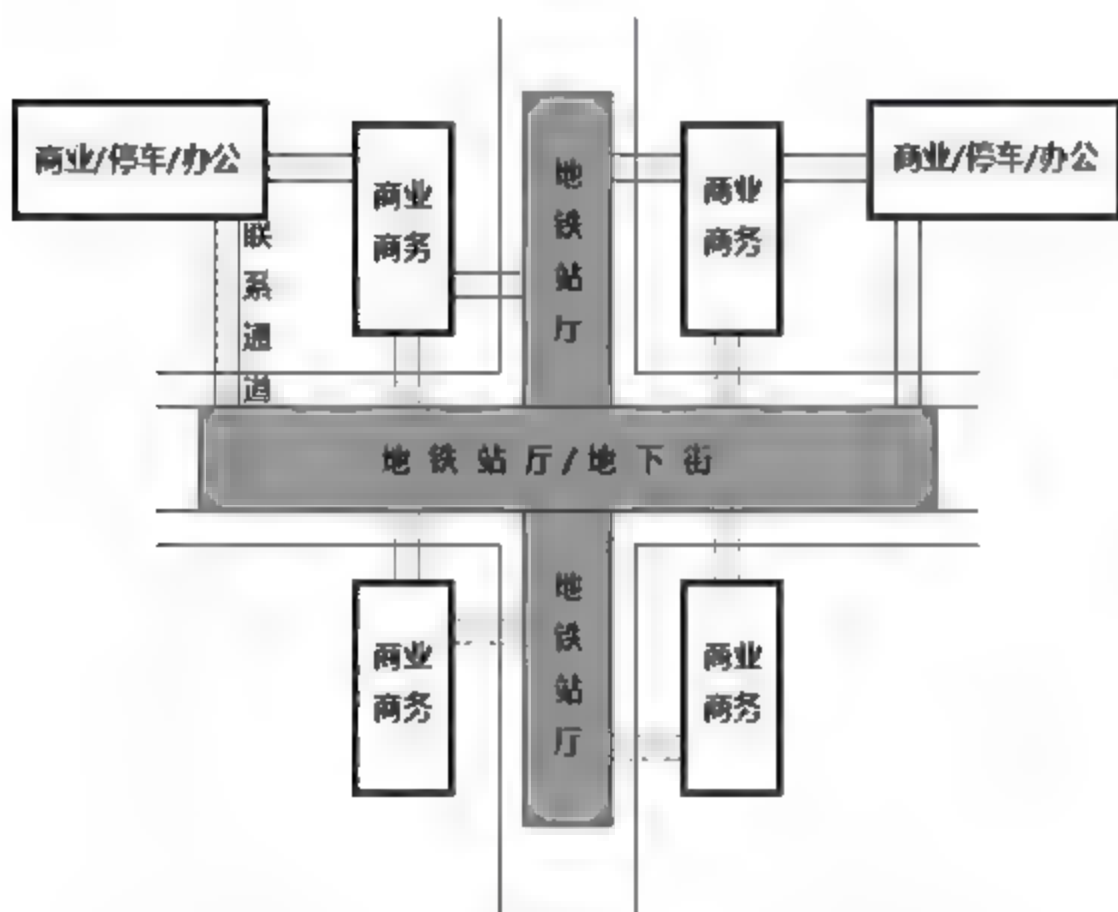 商业/停车/办公
商业
商务
地铁站厅
商业
商务
商业/停车/办公
联系通道
地铁站厅/地下街
商业
商务
地铁站厅
商业
商务